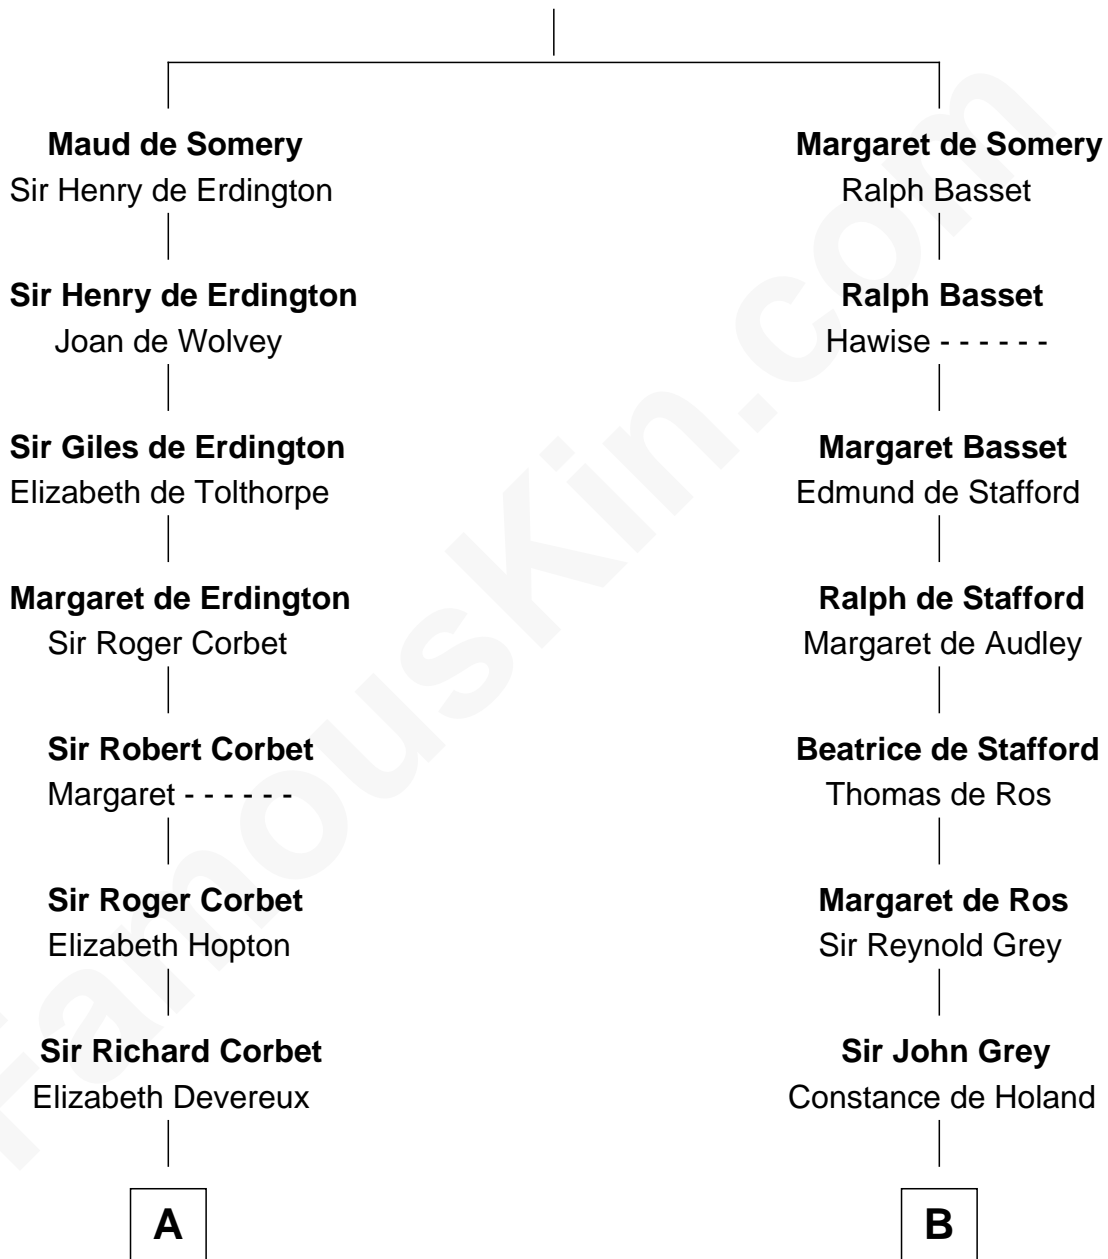 Maud de Somery
Sir Henry de Erdington
Sir Henry de Erdington
Joan de Wolvey
Sir Giles de Erdington
Elizabeth de Tolthorpe
Margaret de Erdington
Sir Roger Corbet
Sir Robert Corbet
Margaret - - - - - -
Sir Roger Corbet
Elizabeth Hopton
Sir Richard Corbet
Elizabeth Devereux
A
Margaret de Somery
Ralph Basset
Ralph Basset
Hawise - - - - - -
Margaret Basset
Edmund de Stafford
Ralph de Stafford
Margaret de Audley
Beatrice de Stafford
Thomas de Ros
Margaret de Ros
Sir Reynold Grey
Sir John Grey
Constance de Holand
B
FamousKin.com